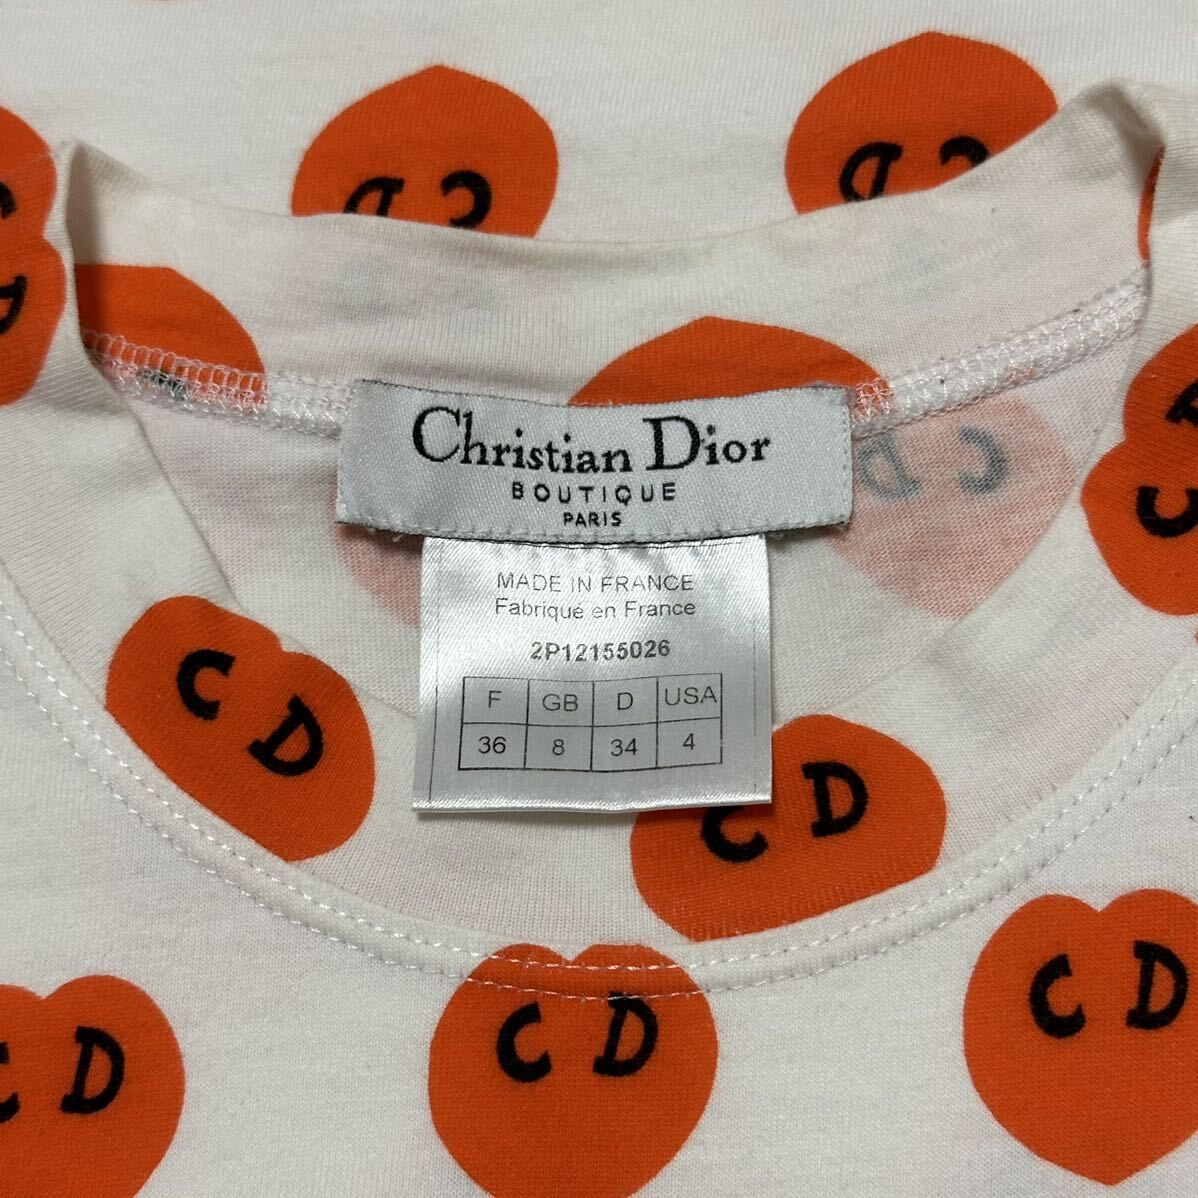 Christian Dior
BOUTIQUE
PARIS
MADE IN FRANCE
Fabriqué en France
2P12155026
F GB D USA
36 8 34 4
CD
CD
CD
CD
C D
C D
CD
C D
C D